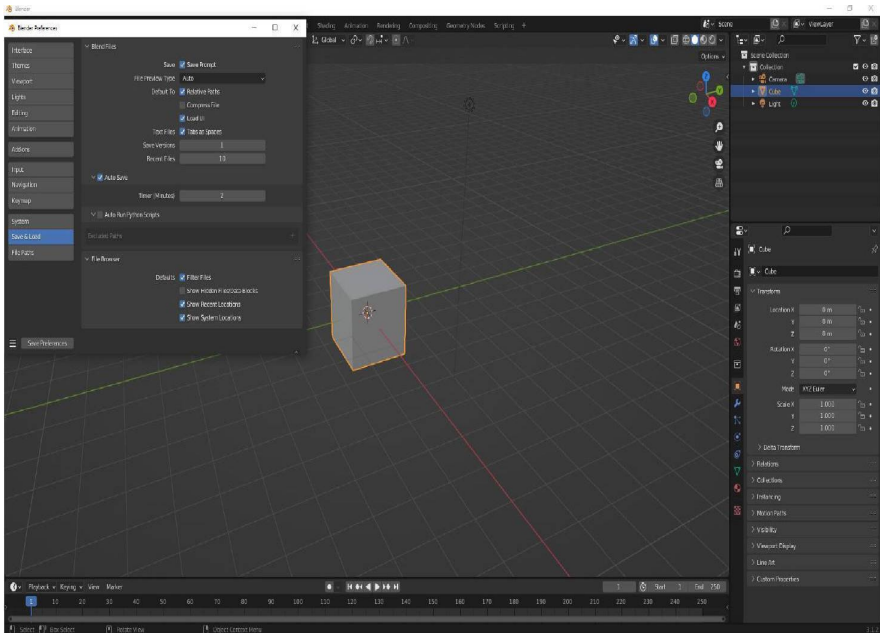 Blender
Blender Preferences
Interface
Themes
Viewport
Lights
Editing
Animation
Add-ons
Input
Navigation
Keymap
System
Save & Load
File Paths
Save Preferences
Blend Files
Save
Save Prompt
File Preview Type
Auto
Default To
Relative Paths
Compress File
Load UI
Text Files
Tabs as Spaces
Save Versions
1
Recent Files
10
Auto Save
Timer (Minutes)
2
Auto Run Python Scripts
Excluded Paths
File Browser
Defaults
Filter Files
Show Hidden Files/Data-Blocks
Show Recent Locations
Show System Locations
Shading Animation Rendering Compositing Geometry Nodes Scripting +
Scene
ViewLayer
Global
Options
Scene Collection
Collection
Camera
Cube
Light
Cube
Cube
Transform
Location X 0 m
Y 0 m
Z 0 m
Rotation X 0°
Y 0°
Z 0°
Mode XYZ Euler
Scale X 1.000
Y 1.000
Z 1.000
Delta Transform
Relations
Collections
Instancing
Motion Paths
Visibility
Viewport Display
Line Art
Custom Properties
Playback Keying View Marker
1 Start 1 End 250
1 10 20 30 40 50 60 70 80 90 100 110 120 130 140 150 160 170 180 190 200 210 220 230 240 250
Select Box Select Rotate View Object Context Menu
3.1.2